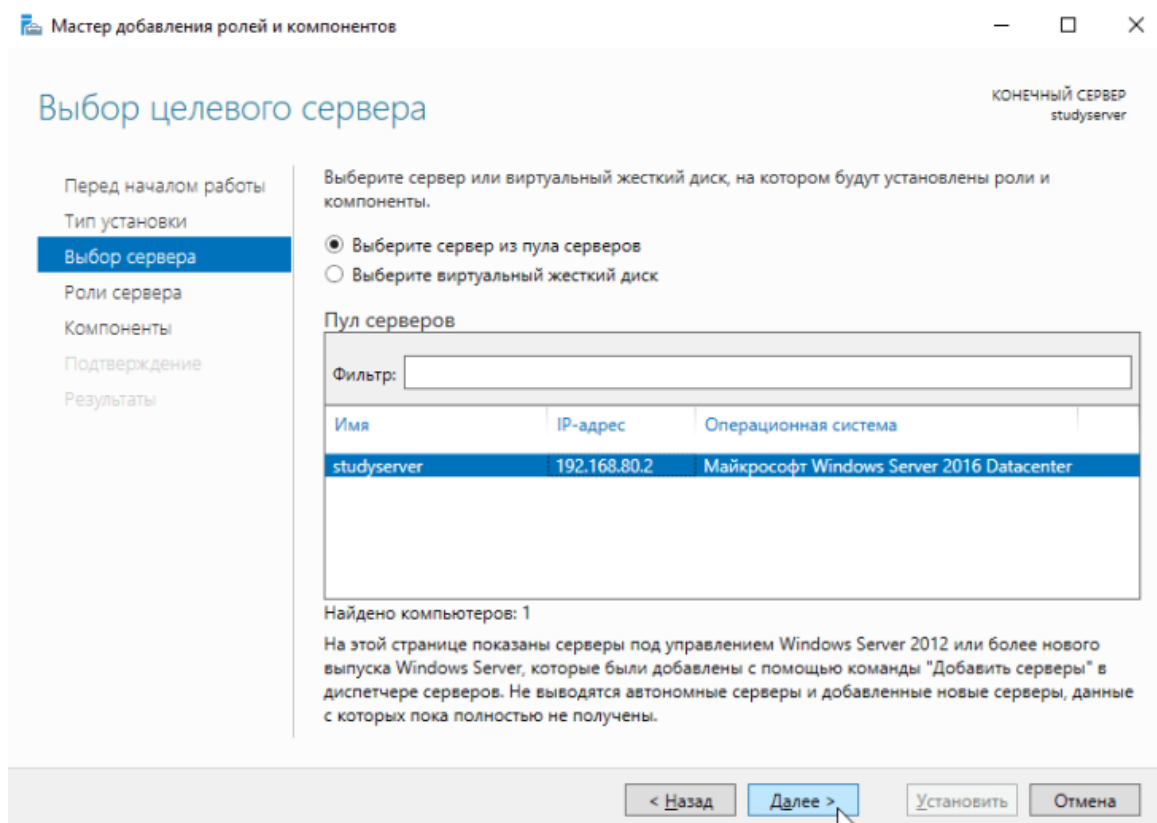 Мастер добавления ролей и компонентов
Выбор целевого сервера
КОНЕЧНЫЙ СЕРВЕР
studyserver
Перед началом работы
Тип установки
Выбор сервера
Роли сервера
Компоненты
Подтверждение
Результаты
Выберите сервер или виртуальный жесткий диск, на котором будут установлены роли и
компоненты.
Выберите сервер из пула серверов
Выберите виртуальный жесткий диск
Пул серверов
Фильтр:
Имя IP-адрес Операционная система
studyserver 192.168.80.2 Майкрософт Windows Server 2016 Datacenter
Найдено компьютеров: 1
На этой странице показаны серверы под управлением Windows Server 2012 или более нового
выпуска Windows Server, которые были добавлены с помощью команды "Добавить серверы" в
диспетчере серверов. Не выводятся автономные серверы и добавленные новые серверы, данные
с которых пока полностью не получены.
< Назад Далее > Установить Отмена